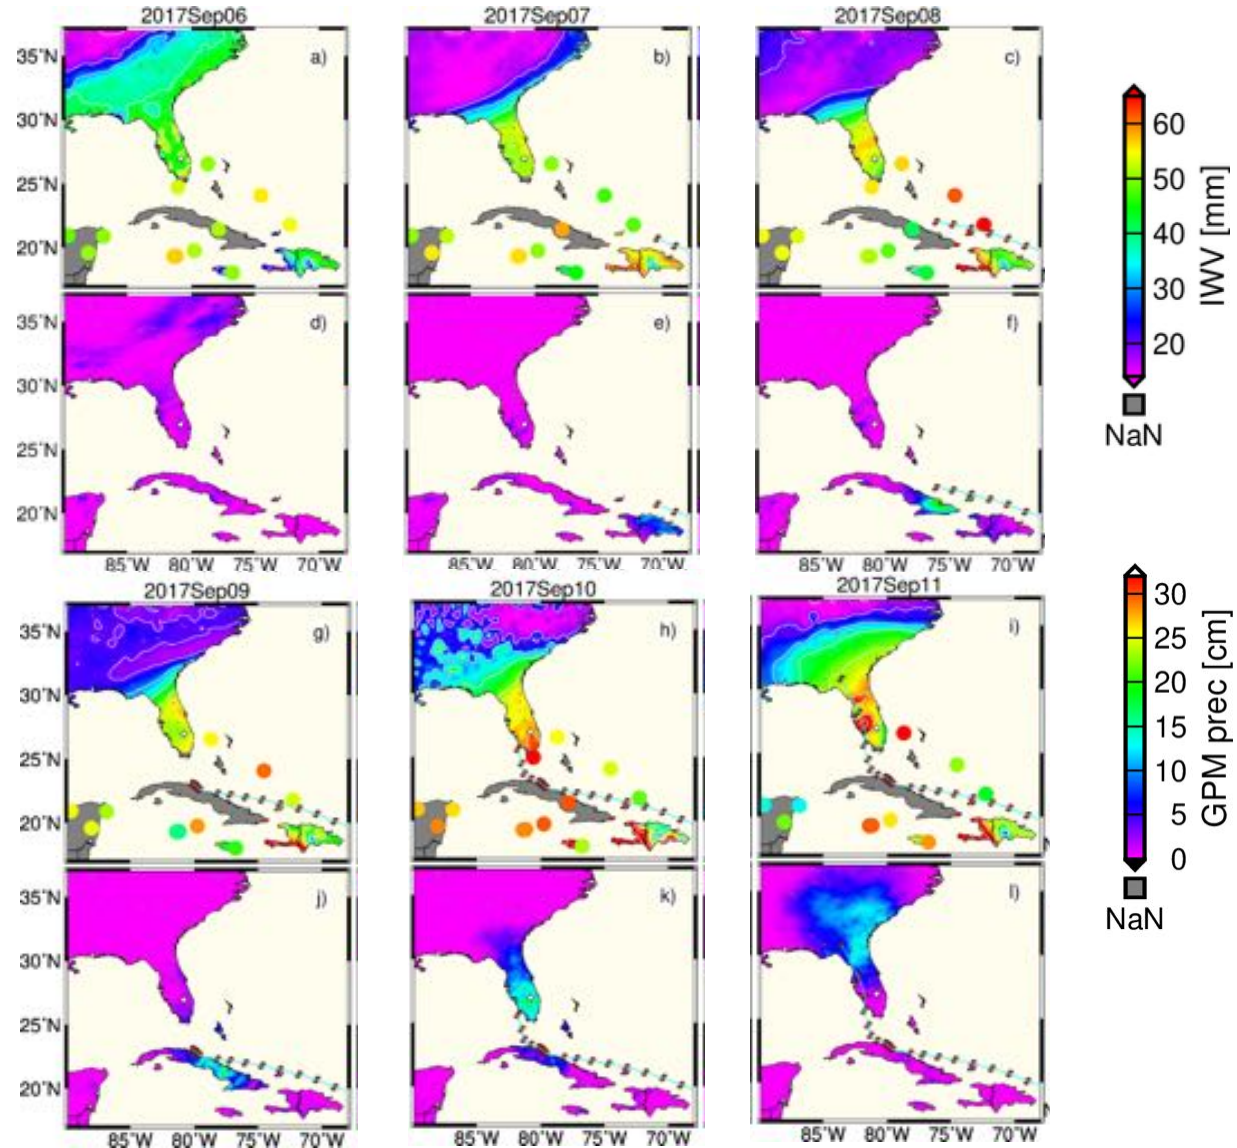 2017Sep06 2017Sep07 2017Sep08
35°N a) b) c)
30°N
25°N
20°N
60
50
40
30
20
IWV [mm]
NaN
35°N d) e) f)
30°N
25°N
20°N
85°W 80°W 75°W 70°W 85°W 80°W 75°W 70°W 85°W 80°W 75°W 70°W
2017Sep09 2017Sep10 2017Sep11
35°N g) h) i)
30°N
25°N
20°N
30
25
20
15
10
5
0
GPM prec [cm]
NaN
35°N j) k) l)
30°N
25°N
20°N
85°W 80°W 75°W 70°W 85°W 80°W 75°W 70°W 85°W 80°W 75°W 70°W